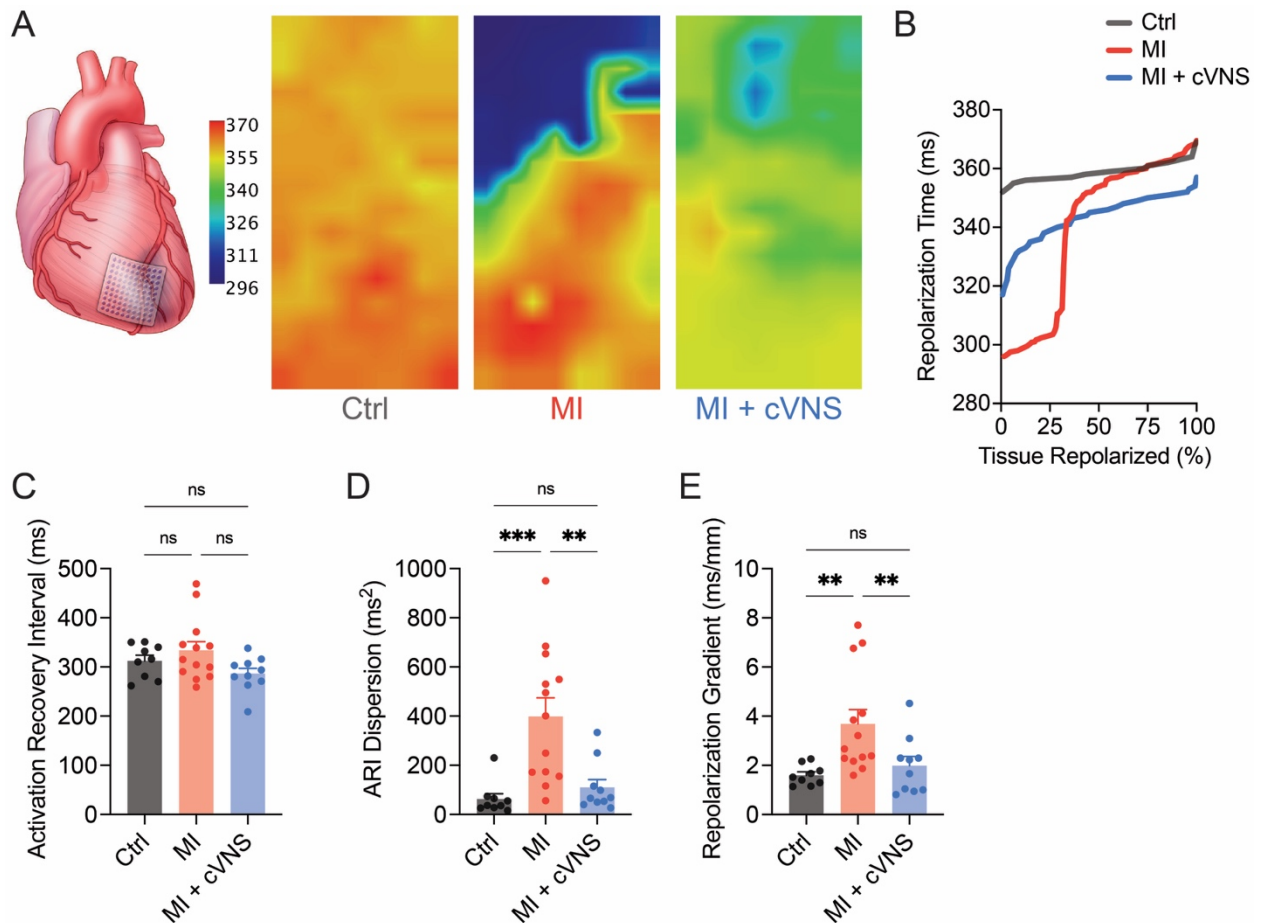 A
370
355
340
326
311
296
Ctrl
MI
MI + cVNS
B
Ctrl
MI
MI + cVNS
Repolarization Time (ms)
380
360
340
320
300
280
0 25 50 75 100
Tissue Repolarized (%)
C
ns
ns ns
Activation Recovery Interval (ms)
500
400
300
200
100
0
Ctrl
MI
MI + cVNS
D
ns
*** **
ARI Dispersion (ms²)
1000
800
600
400
200
0
Ctrl
MI
MI + cVNS
E
ns
** **
Repolarization Gradient (ms/mm)
10
8
6
4
2
0
Ctrl
MI
MI + cVNS